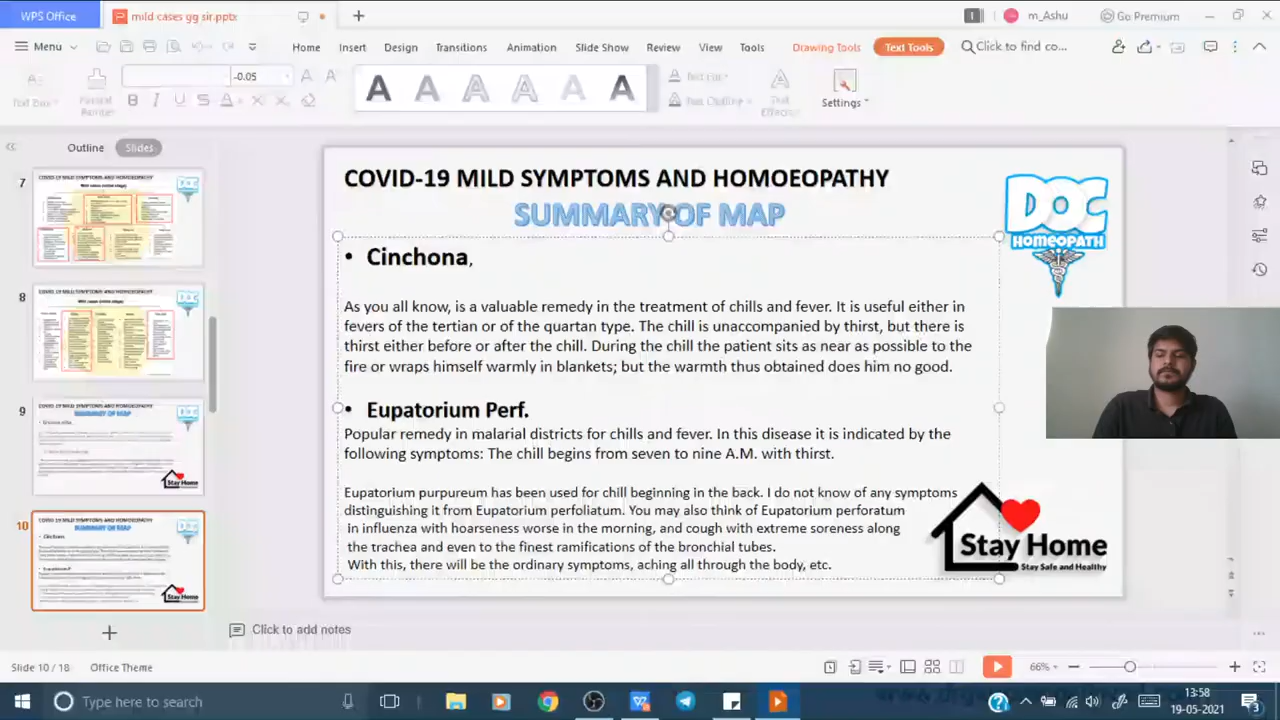 WPS Office
mild cases gg sir.pptx
1
m_Ashu
Go Premium
Menu
Home
Insert
Design
Transitions
Animation
Slide Show
Review
View
Tools
Drawing Tools
Text Tools
Click to find co...
-0.05
Settings
Outline
Slides
7
8
9
10
COVID-19 MILD SYMPTOMS AND HOMOEOPATHY
SUMMARY OF MAP
DOC
HOMEOPATH
• Cinchona,
As you all know, is a valuable remedy in the treatment of chills and fever. It is useful either in
fevers of the tertian or of the quartan type. The chill is unaccompanied by thirst, but there is
thirst either before or after the chill. During the chill the patient sits as near as possible to the
fire or wraps himself warmly in blankets; but the warmth thus obtained does him no good.
• Eupatorium Perf.
Popular remedy in malarial districts for chills and fever. In this disease it is indicated by the
following symptoms: The chill begins from seven to nine A.M. with thirst.
Eupatorium purpureum has been used for chill beginning in the back. I do not know of any symptoms
distinguishing it from Eupatorium perfoliatum. You may also think of Eupatorium perforatum
in influenza with hoarseness worse in the morning, and cough with extreme soreness along
the trachea and even to the finest ramifications of the bronchial tubes.
With this, there will be the ordinary symptoms, aching all through the body, etc.
Stay Home
Stay Safe and Healthy
Click to add notes
Slide 10 / 18
Office Theme
66%
Type here to search
13:58
19-05-2021
3